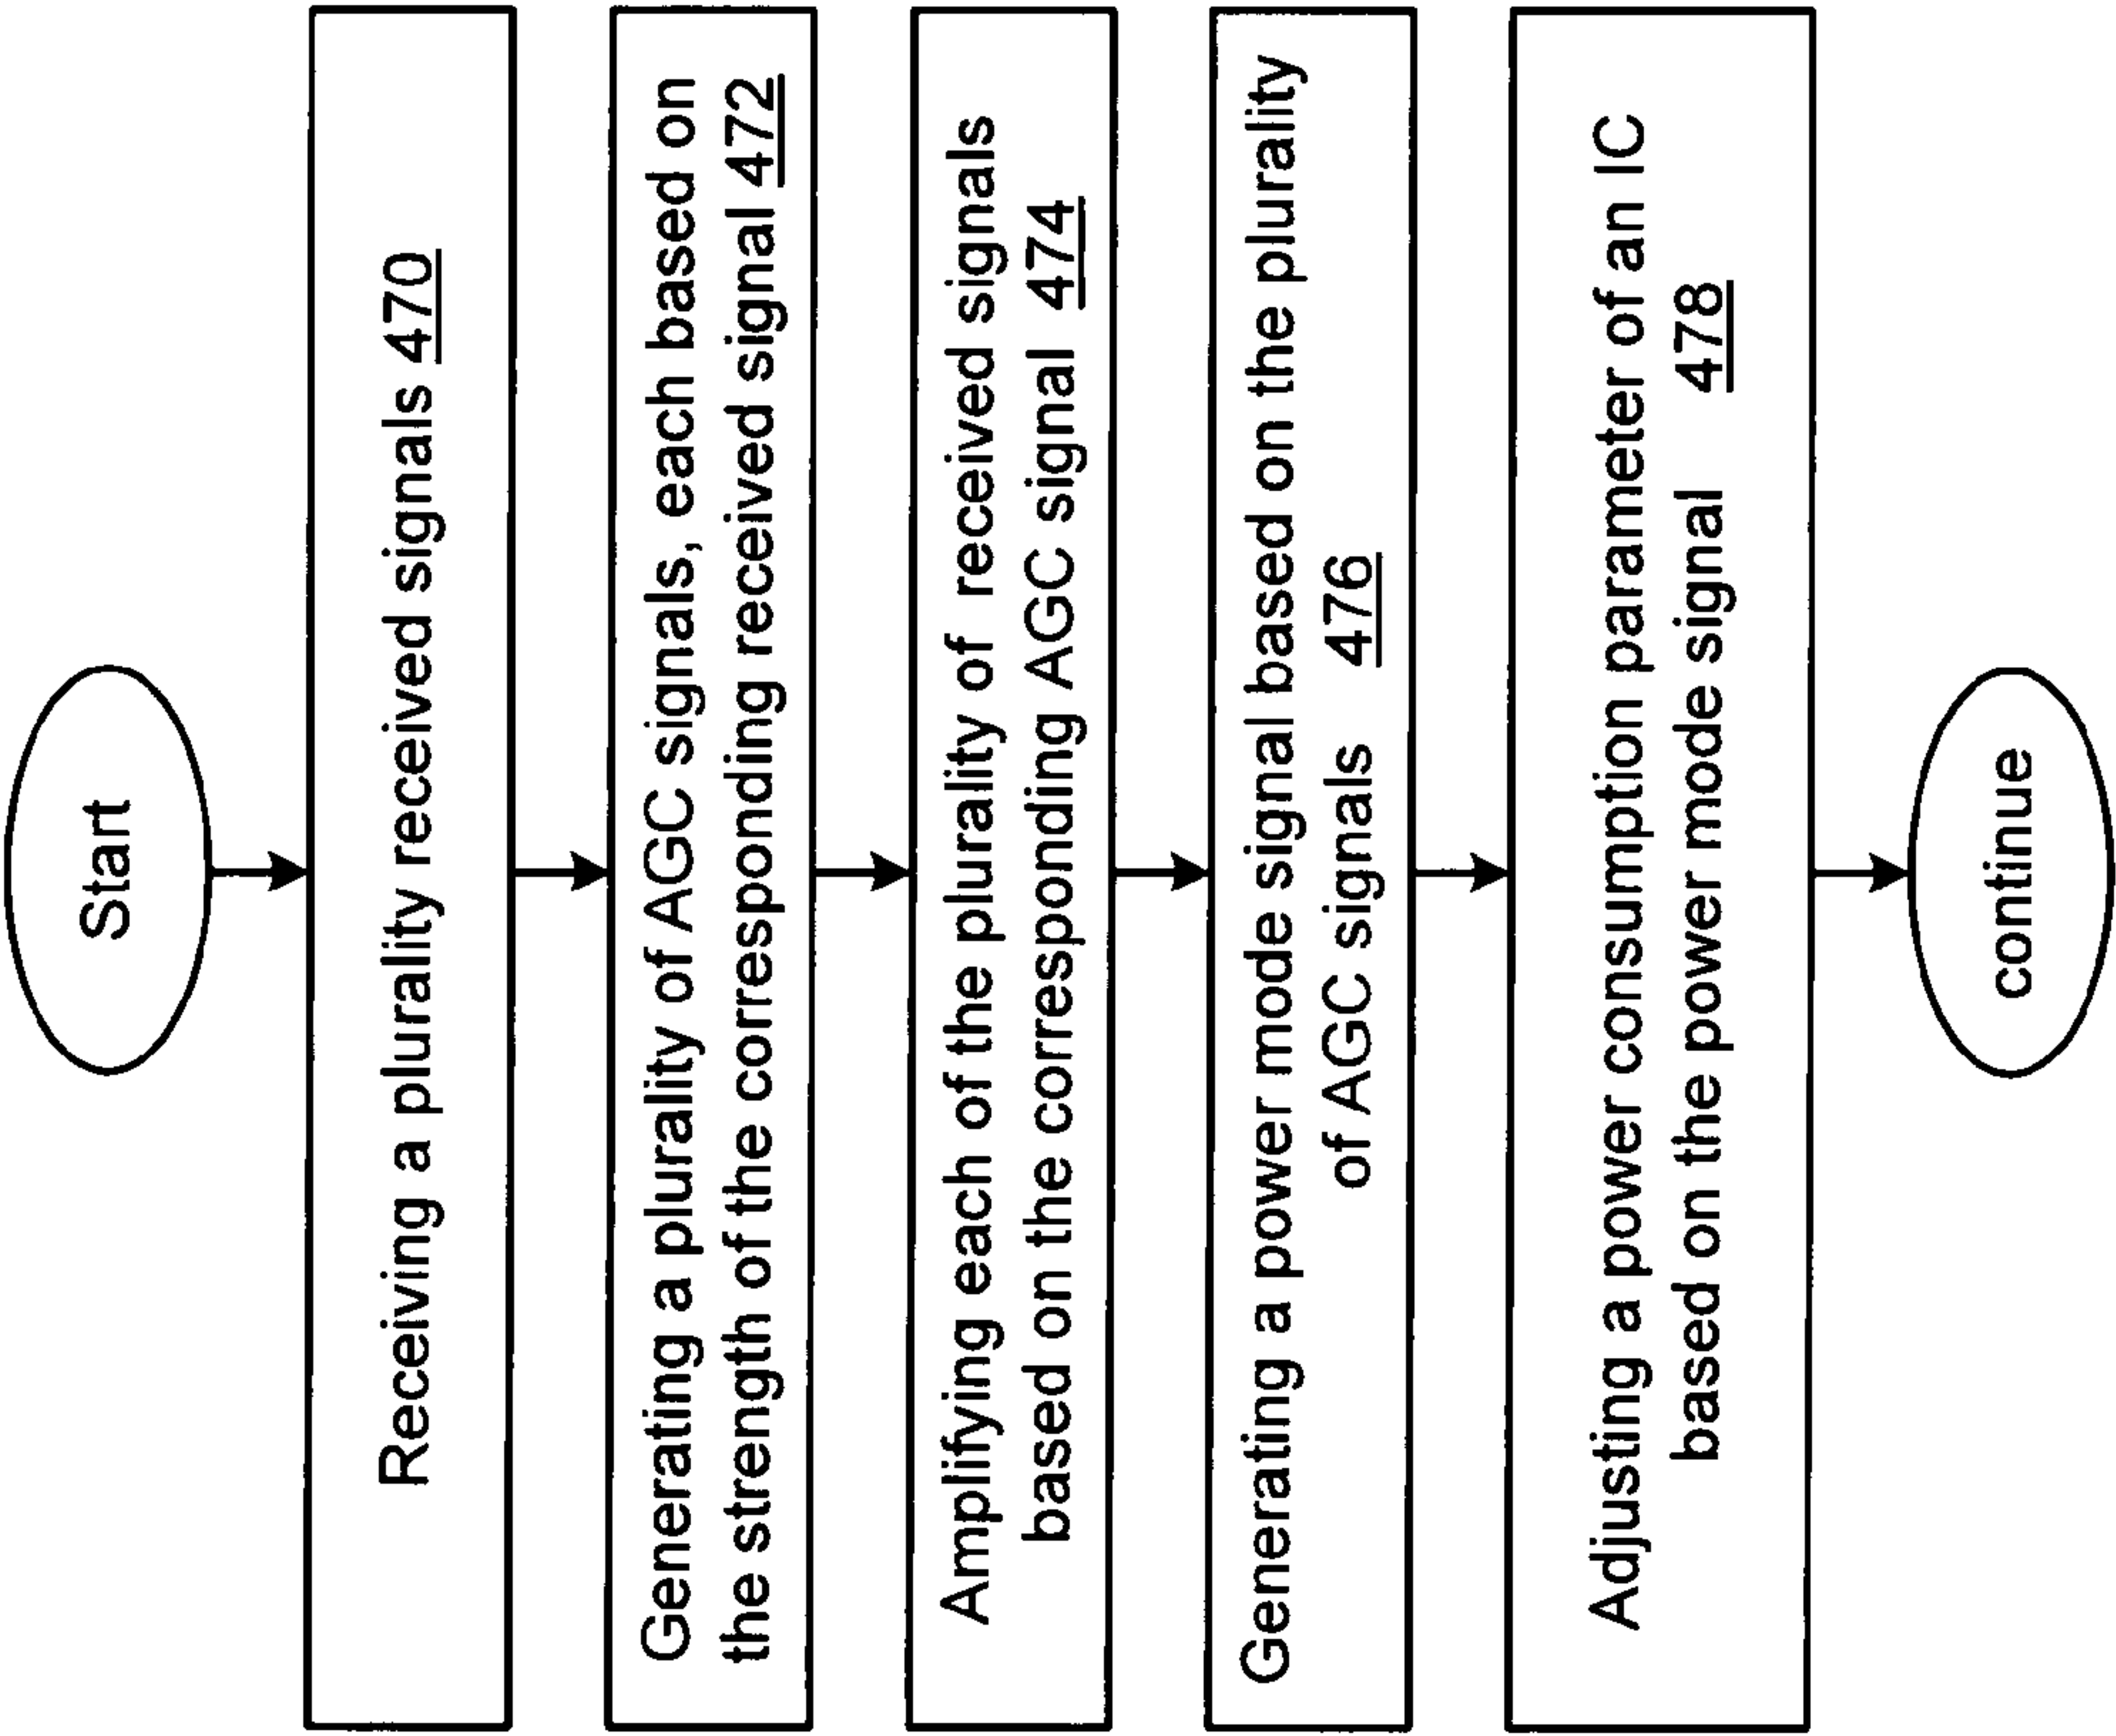 Start
Receiving a plurality received signals 470
Generating a plurality of AGC signals, each based on
the strength of the corresponding received signal 472
Amplifying each of the plurality of received signals
based on the corresponding AGC signal 474
Generating a power mode signal based on the plurality
of AGC signals 476
Adjusting a power consumption parameter of an IC
based on the power mode signal 478
continue